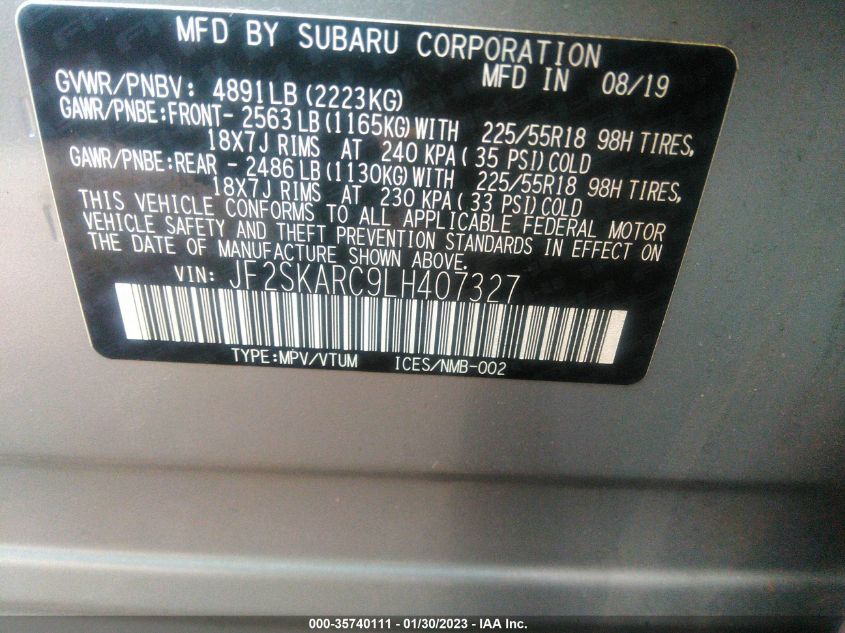 MFD BY SUBARU CORPORATION
MFD IN 08/19
GVWR/PNBV: 4891LB (2223KG)
GAWR/PNBE:FRONT- 2563LB (1165KG)WITH 225/55R18 98H TIRES,
18X7J RIMS AT 240 KPA( 35 PSI)COLD
GAWR/PNBE:REAR - 2486LB (1130KG)WITH 225/55R18 98H TIRES,
18X7J RIMS AT 230 KPA( 33 PSI)COLD
THIS VEHICLE CONFORMS TO ALL APPLICABLE FEDERAL MOTOR
VEHICLE SAFETY AND THEFT PREVENTION STANDARDS IN EFFECT ON
THE DATE OF MANUFACTURE SHOWN ABOVE.
VIN: JF2SKARC9LH407327
TYPE:MPV/VTUM ICES/NMB-002
000-35740111 - 01/30/2023 - IAA Inc.